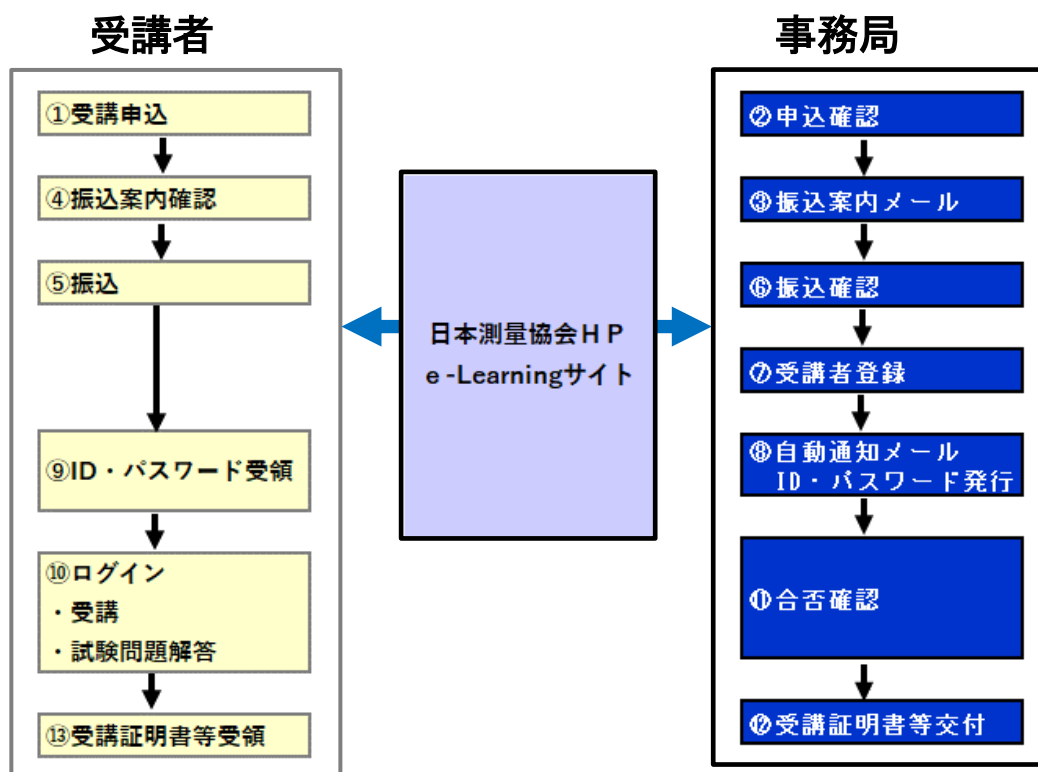 受講者
①受講申込
④振込案内確認
⑤振込
⑨ID・パスワード受領
⑩ログイン
・受講
・試験問題解答
⑬受講証明書等受領
日本測量協会ＨＰ
ｅ-Learningサイト
事務局
②申込確認
③振込案内メール
⑥振込確認
⑦受講者登録
⑧自動通知メール
ID・パスワード発行
⑪合否確認
⑫受講証明書等交付